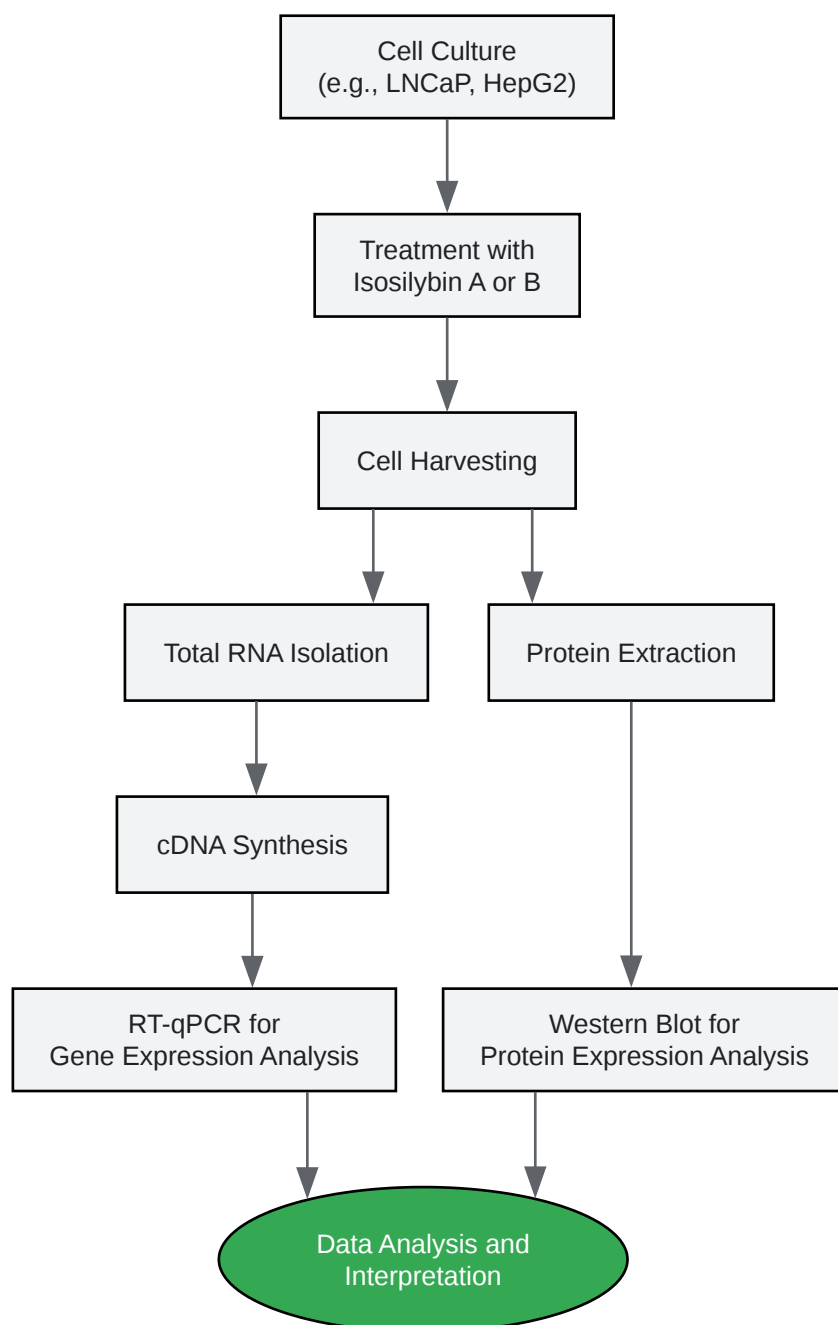 Cell Culture
(e.g., LNCaP, HepG2)
Treatment with
Isosilybin A or B
Cell Harvesting
Total RNA Isolation
Protein Extraction
cDNA Synthesis
RT-qPCR for
Gene Expression Analysis
Western Blot for
Protein Expression Analysis
Data Analysis and
Interpretation